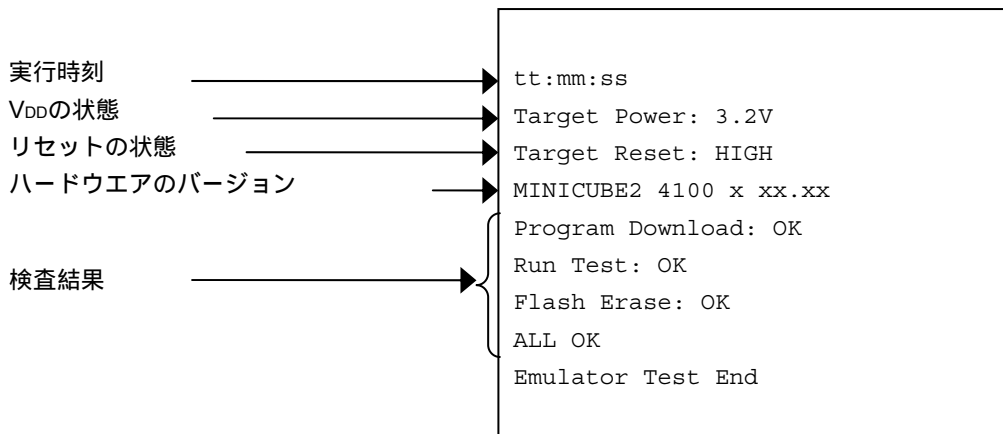 実行時刻
VDDの状態
リセットの状態
ハードウエアのバージョン
検査結果
tt:mm:ss
Target Power: 3.2V
Target Reset: HIGH
MINICUBE2 4100 x xx.xx
Program Download: OK
Run Test: OK
Flash Erase: OK
ALL OK
Emulator Test End